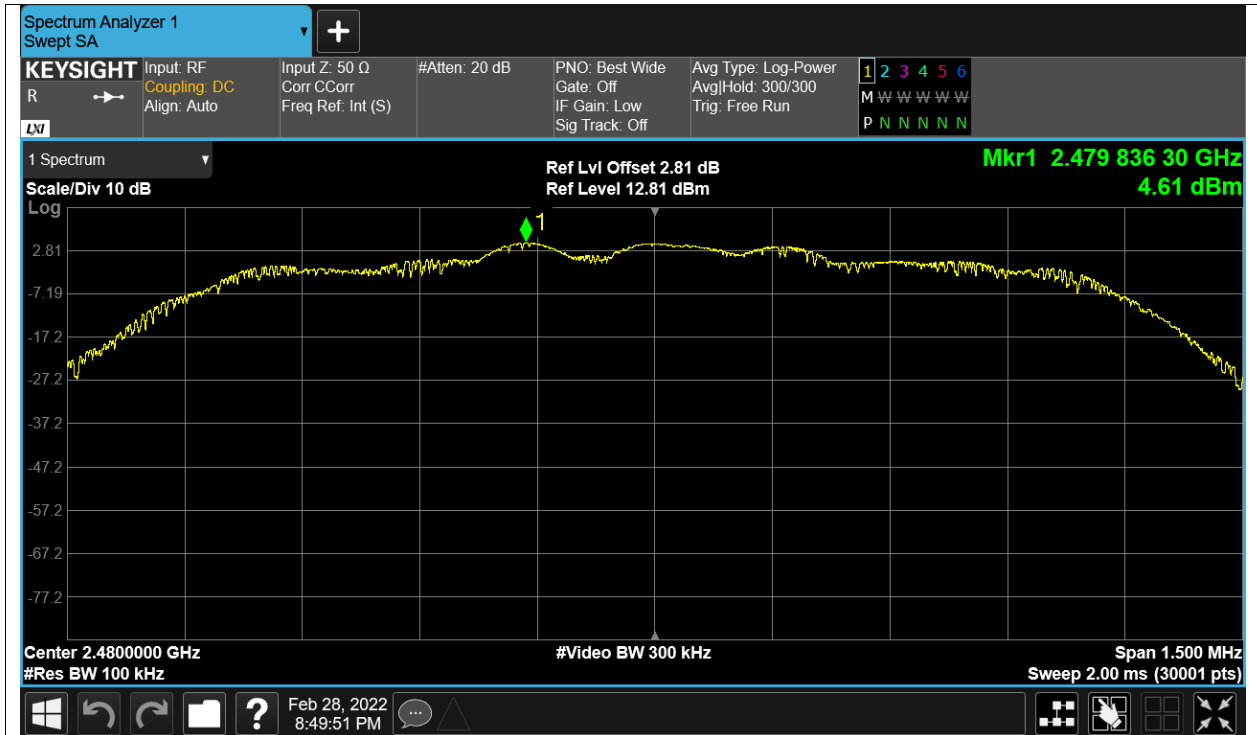 Spectrum Analyzer 1
Swept SA
KEYSIGHT
R
LXI
Input: RF
Coupling: DC
Align: Auto
Input Z: 50 Ω
Corr CCorr
Freq Ref: Int (S)
#Atten: 20 dB
PNO: Best Wide
Gate: Off
IF Gain: Low
Sig Track: Off
Avg Type: Log-Power
Avg|Hold: 300/300
Trig: Free Run
1 2 3 4 5 6
M W W W W W
P N N N N N
1 Spectrum
Scale/Div 10 dB
Log
Ref Lvl Offset 2.81 dB
Ref Level 12.81 dBm
Mkr1 2.479 836 30 GHz
4.61 dBm
1
2.81
-7.19
-17.2
-27.2
-37.2
-47.2
-57.2
-67.2
-77.2
Center 2.4800000 GHz
#Res BW 100 kHz
#Video BW 300 kHz
Span 1.500 MHz
Sweep 2.00 ms (30001 pts)
?
Feb 28, 2022
8:49:51 PM